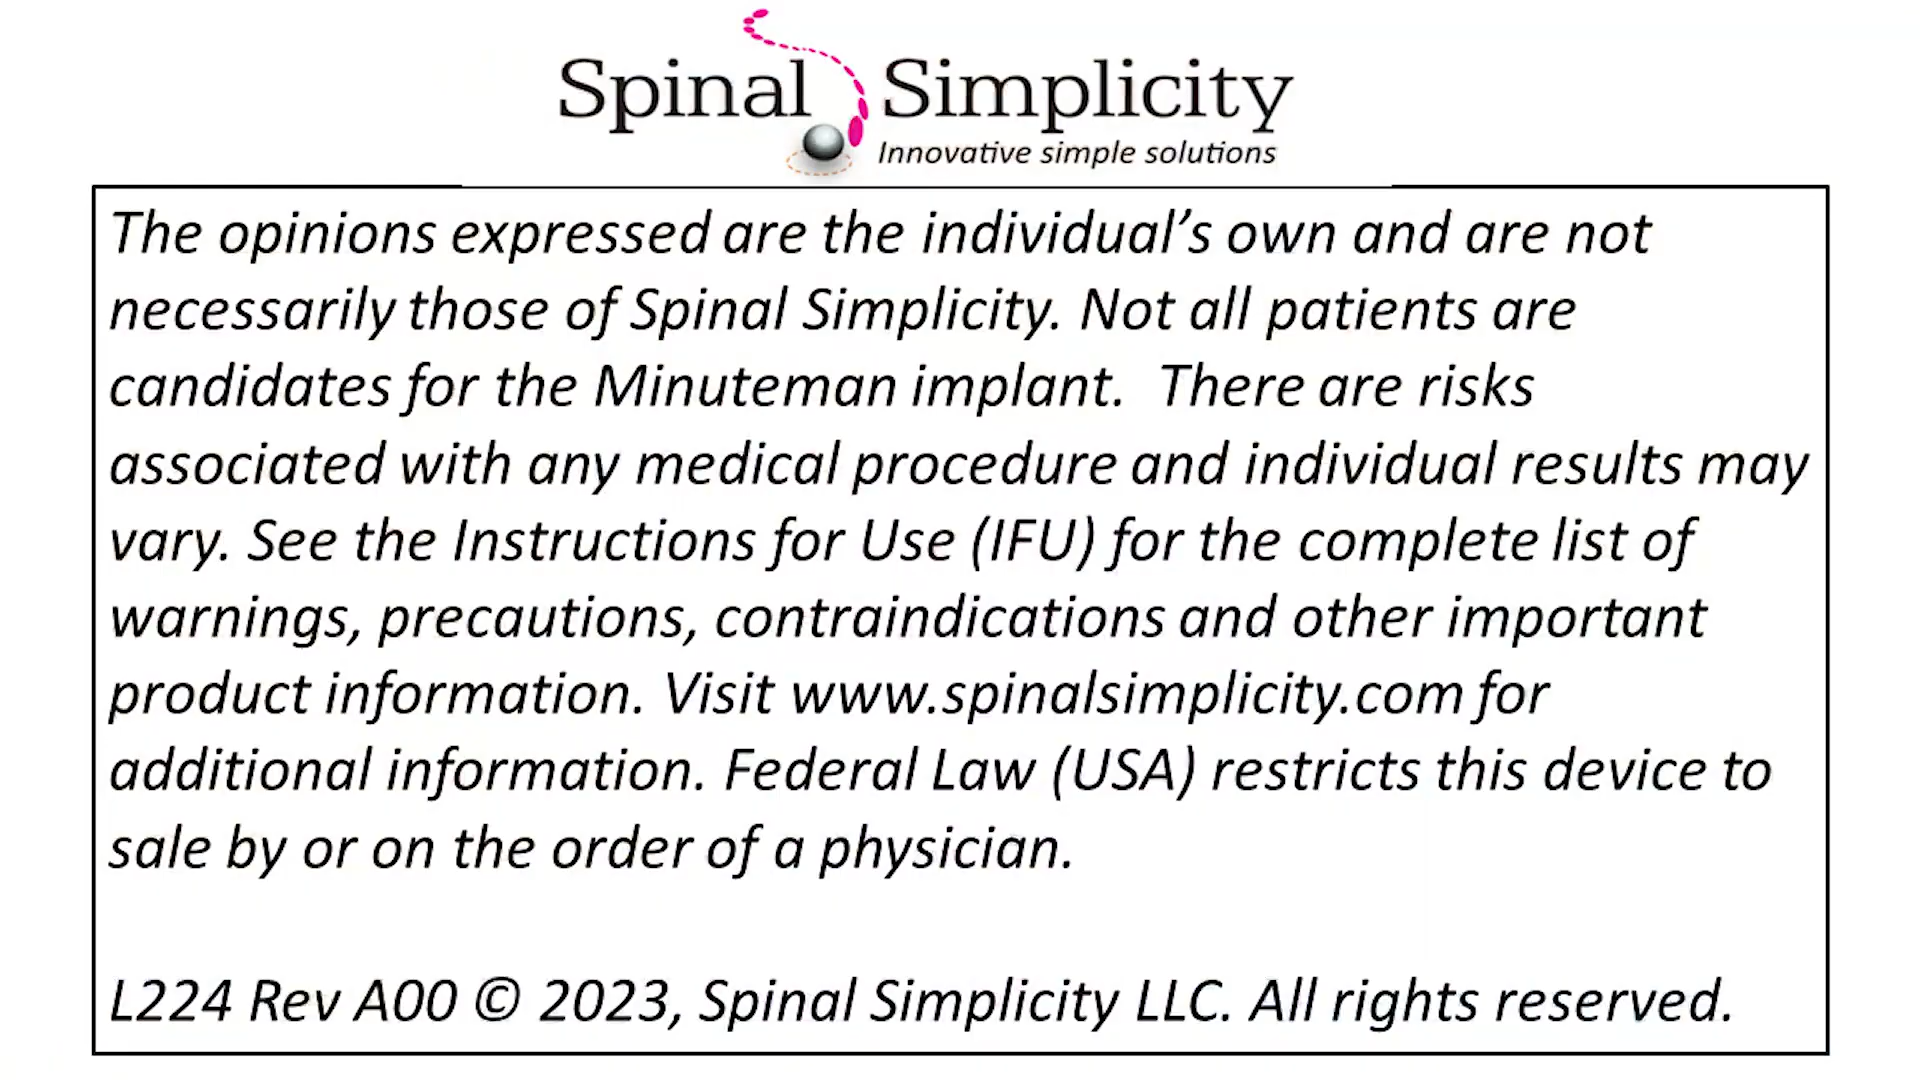 Spinal Simplicity
Innovative simple solutions
The opinions expressed are the individual’s own and are not
necessarily those of Spinal Simplicity. Not all patients are
candidates for the Minuteman implant.  There are risks
associated with any medical procedure and individual results may
vary. See the Instructions for Use (IFU) for the complete list of
warnings, precautions, contraindications and other important
product information. Visit www.spinalsimplicity.com for
additional information. Federal Law (USA) restricts this device to
sale by or on the order of a physician.
L224 Rev A00 © 2023, Spinal Simplicity LLC. All rights reserved.